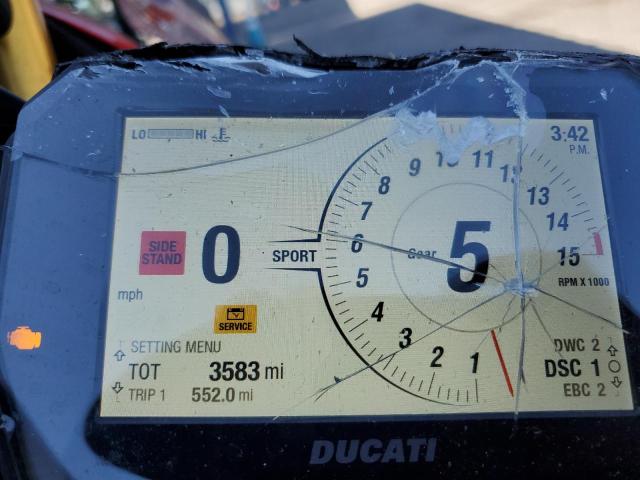 LO HI
3:42
P.M.
9 10 11 12
8
13
7
14
6
15
5
RPM X 1000
4
3
2
1
SIDE
STAND
0
SPORT
Gear
5
mph
SERVICE
SETTING MENU
TOT 3583 mi
TRIP 1 552.0 mi
DWC 2
DSC 1
EBC 2
DUCATI